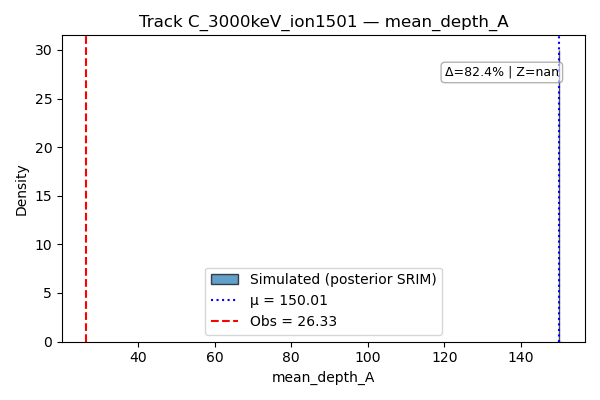 Track C_3000keV_ion1501 — mean_depth_A
30
25
20
15
10
5
0
Density
Δ=82.4% | Z=nan
Simulated (posterior SRIM)
μ = 150.01
Obs = 26.33
40
60
80
100
120
140
mean_depth_A